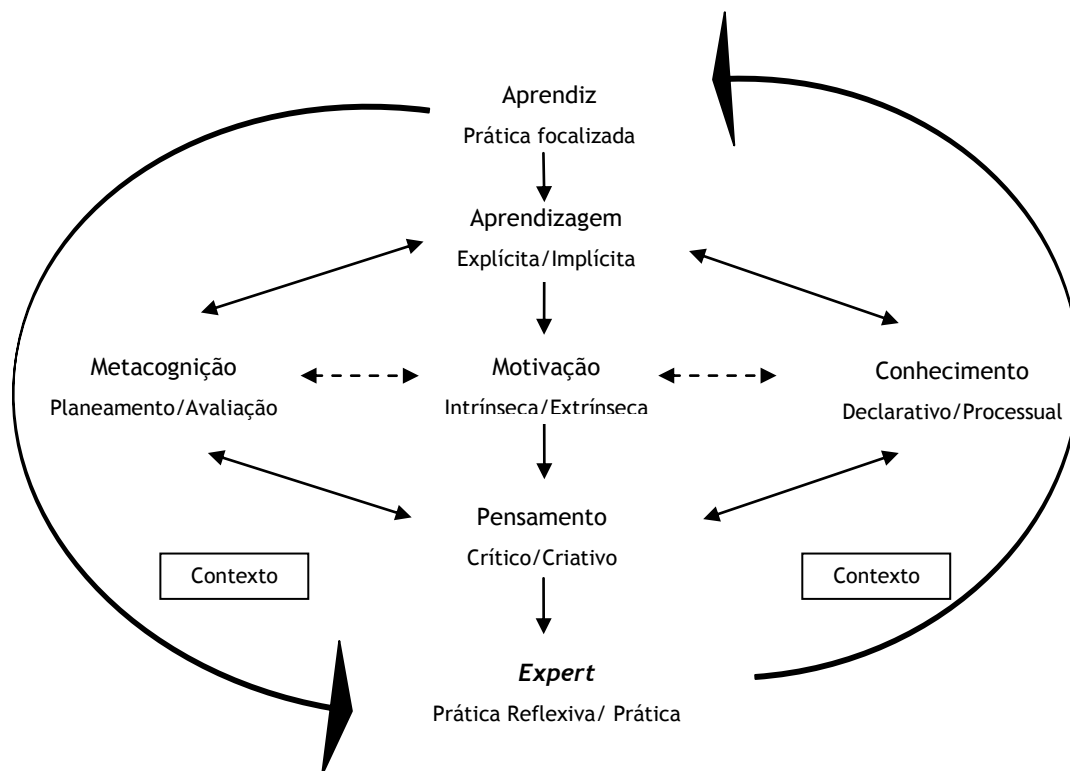 Aprendiz
Prática focalizada
Aprendizagem
Explícita/Implícita
Metacognição
Planeamento/Avaliação
Motivação
Intrínseca/Extrínseca
Conhecimento
Declarativo/Processual
Pensamento
Crítico/Criativo
Contexto
Contexto
Expert
Prática Reflexiva/ Prática